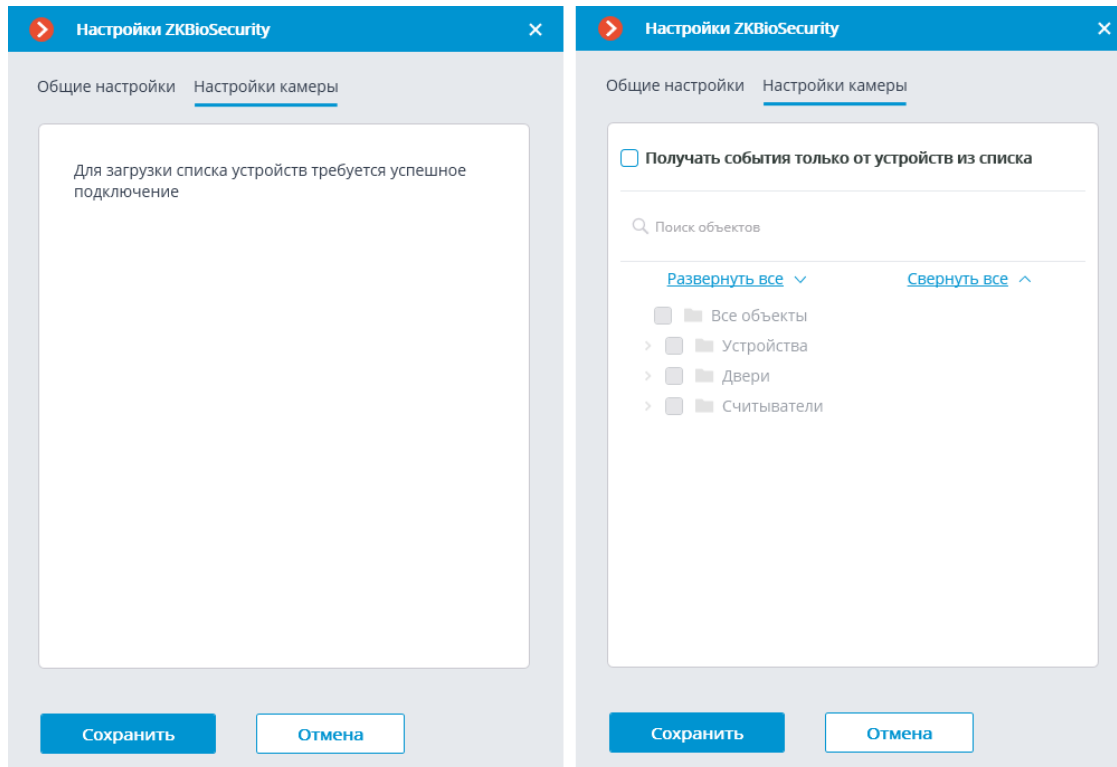 Настройки ZKBioSecurity
Общие настройки Настройки камеры
Для загрузки списка устройств требуется успешное
подключение
Сохранить Отмена
Настройки ZKBioSecurity
Общие настройки Настройки камеры
Получать события только от устройств из списка
Поиск объектов
Развернуть все Свернуть все
Все объекты
Устройства
Двери
Считыватели
Сохранить Отмена